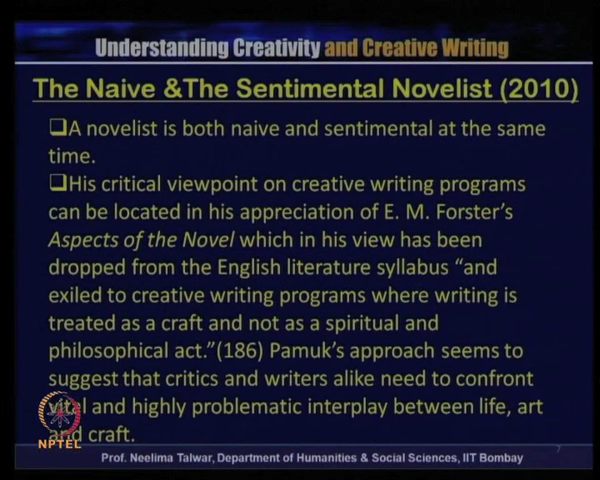 Understanding Creativity and Creative Writing
The Naive &The Sentimental Novelist (2010)
❑A novelist is both naive and sentimental at the same
time.
❑His critical viewpoint on creative writing programs
can be located in his appreciation of E. M. Forster’s
Aspects of the Novel which in his view has been
dropped from the English literature syllabus “and
exiled to creative writing programs where writing is
treated as a craft and not as a spiritual and
philosophical act.”(186) Pamuk’s approach seems to
suggest that critics and writers alike need to confront
vital and highly problematic interplay between life, art
and craft.
NPTEL
Prof. Neelima Talwar, Department of Humanities & Social Sciences, IIT Bombay
7